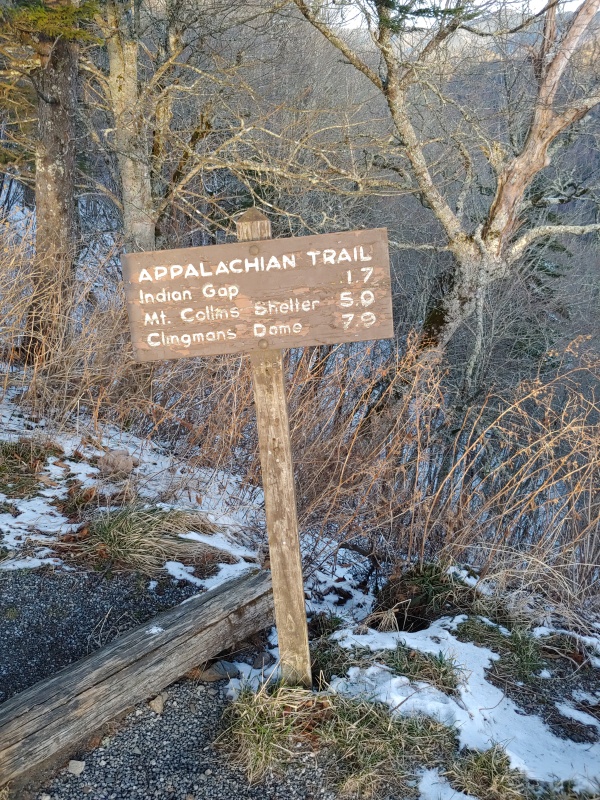 APPALACHIAN TRAIL
Indian Gap 1.7
Mt. Collins Shelter 5.0
Clingmans Dome 7.9